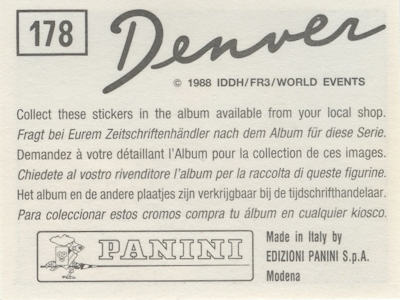 178
Denver
© 1988 IDDH/FR3/WORLD EVENTS
Collect these stickers in the album available from your local shop.
Fragt bei Eurem Zeitschriftenhändler nach dem Album für diese Serie.
Demandez à votre détaillant l'Album pour la collection de ces images.
Chiedete al vostro rivenditore l'album per la raccolta di queste figurine.
Het album en de andere plaatjes zijn verkrijgbaar bij de tijdschrifthandelaar.
Para coleccionar estos cromos compra tu álbum en cualquier kiosco.
PANINI
Made in Italy by
EDIZIONI PANINI S.p.A.
Modena